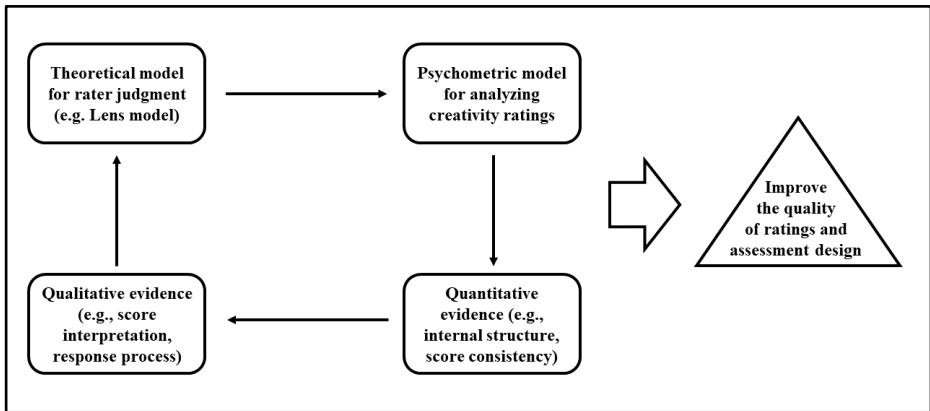 Theoretical model
for rater judgment
(e.g. Lens model)
Psychometric model
for analyzing
creativity ratings
Improve
the quality
of ratings and
assessment design
Qualitative evidence
(e.g., score
interpretation,
response process)
Quantitative
evidence (e.g.,
internal structure,
score consistency)